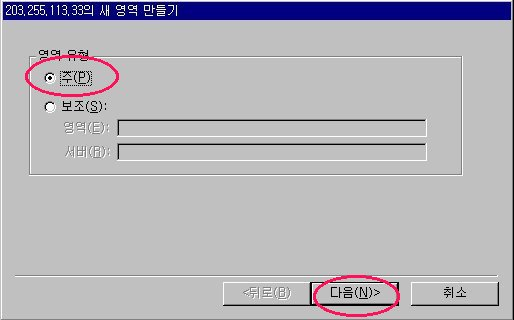 203,255,113,33의 새 영역 만들기
영역 유형
주(P)
보조(S):
영역(E):
서버(R):
<뒤로(B)
다음(N)>
취소